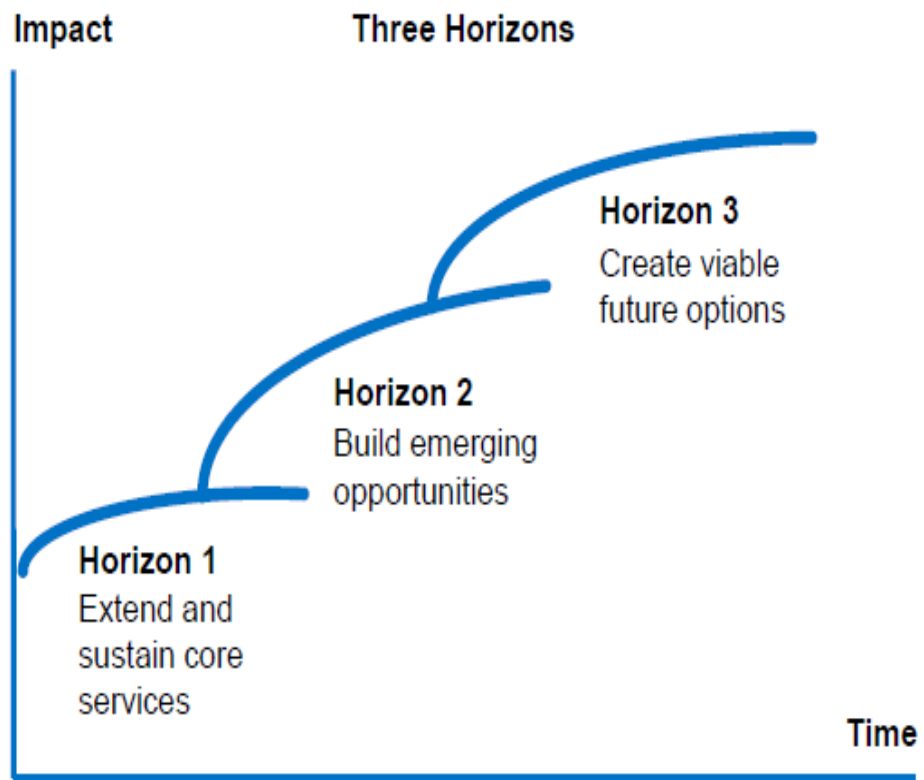 Impact
Three Horizons
Horizon 3
Create viable
future options
Horizon 2
Build emerging
opportunities
Horizon 1
Extend and
sustain core
services
Time